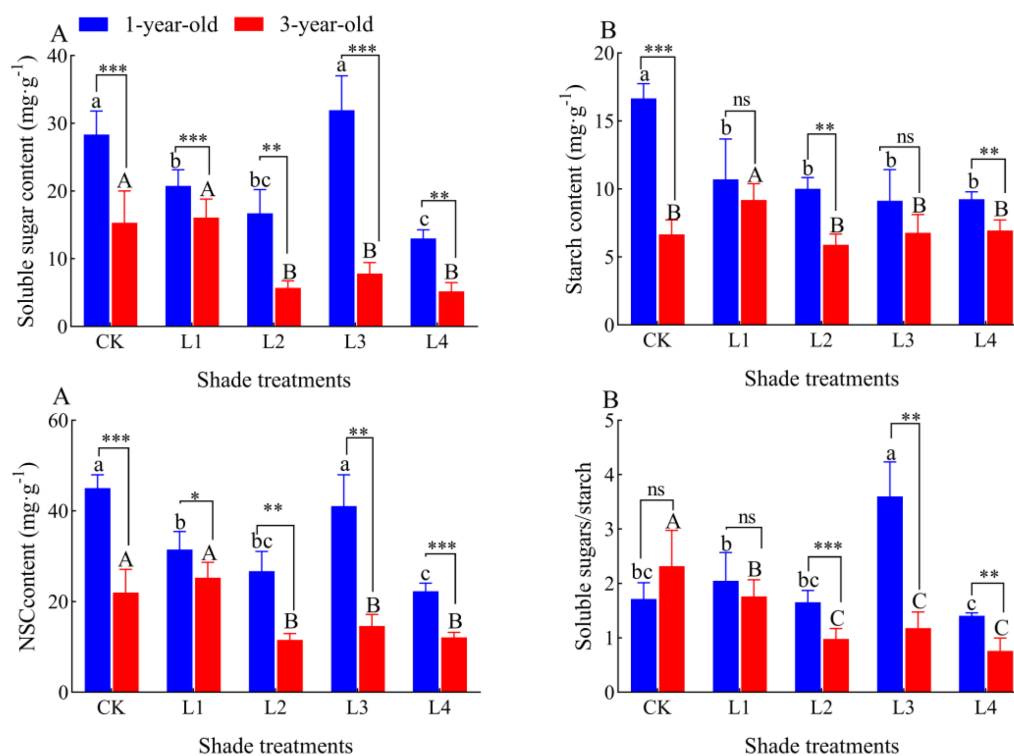 A
1-year-old
3-year-old
Soluble sugar content (mg·g⁻¹)
40
30
20
10
0
***
a
A
***
b
A
**
bc
B
***
a
B
**
c
B
CK L1 L2 L3 L4
Shade treatments
B
Starch content (mg·g⁻¹)
20
15
10
5
0
***
a
B
ns
b
A
**
b
B
ns
b
B
**
b
B
CK L1 L2 L3 L4
Shade treatments
A
NSCcontent (mg·g⁻¹)
60
40
20
0
***
a
A
*
b
A
**
bc
B
**
a
B
***
c
B
CK L1 L2 L3 L4
Shade treatments
B
Soluble sugars/starch
5
4
3
2
1
0
ns
bc
A
ns
b
B
***
bc
C
**
a
C
**
c
C
CK L1 L2 L3 L4
Shade treatments